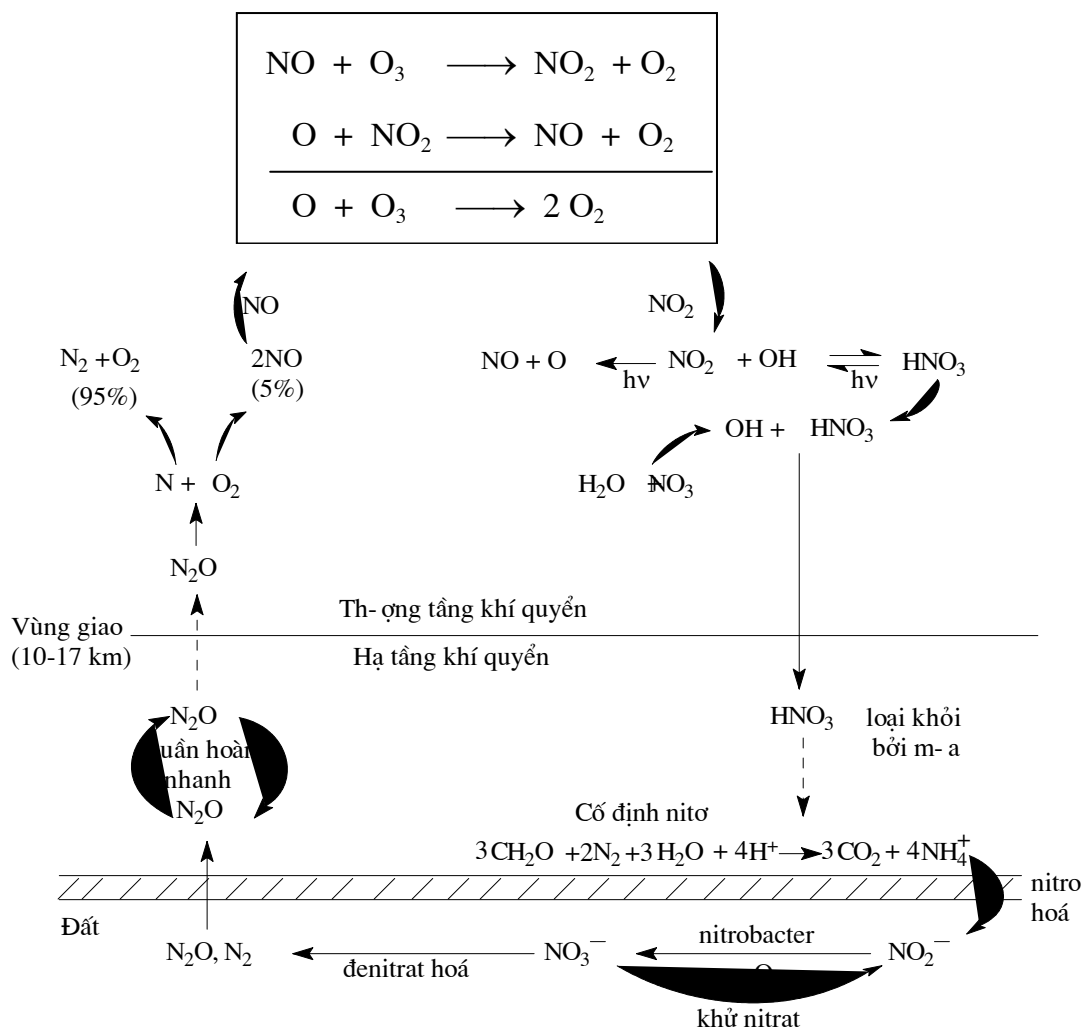 NO + O₃ ⟶ NO₂ + O₂
O + NO₂ ⟶ NO + O₂
O + O₃ ⟶ 2 O₂
NO
NO₂
N₂ + O₂
(95%)
2NO
(5%)
NO + O ← hν NO₂ + OH ⇌ hν HNO₃
OH + HNO₃
N + O₂
H₂O + NO₃
N₂O
Th- ợng tầng khí quyển
Vùng giao
(10-17 km)
Hạ tầng khí quyển
N₂O
HNO₃
loại khỏi
bởi m- a
nhanh
N₂O
Cố định nitơ
3CH₂O + 2N₂ + 3H₂O + 4H⁺ → 3CO₂ + 4NH₄⁺
nitro
hoá
Đất
N₂O, N₂
đenitrat hoá
NO₃⁻
nitrobacter
NO₂⁻
khử nitrat